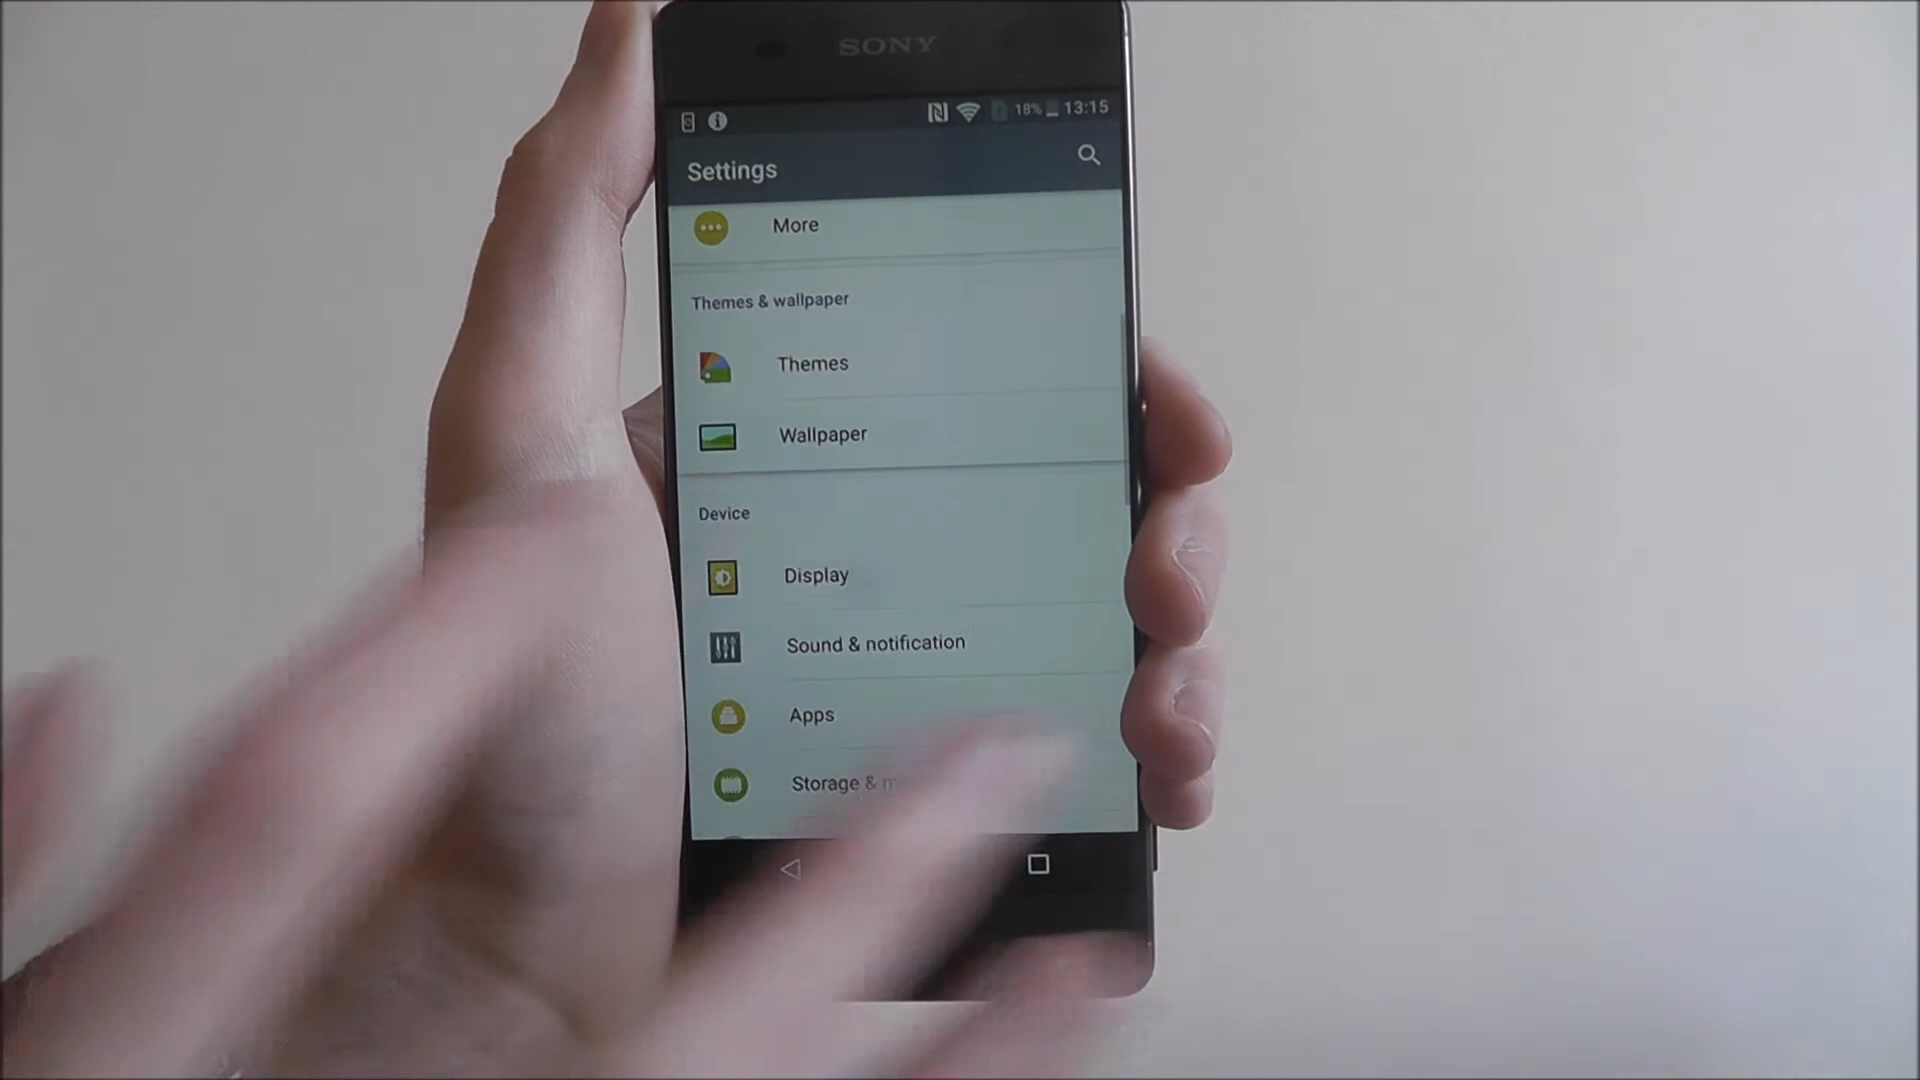 SONY
18% 13:15
Settings
More
Themes & wallpaper
Themes
Wallpaper
Device
Display
Sound & notification
Apps
Storage &